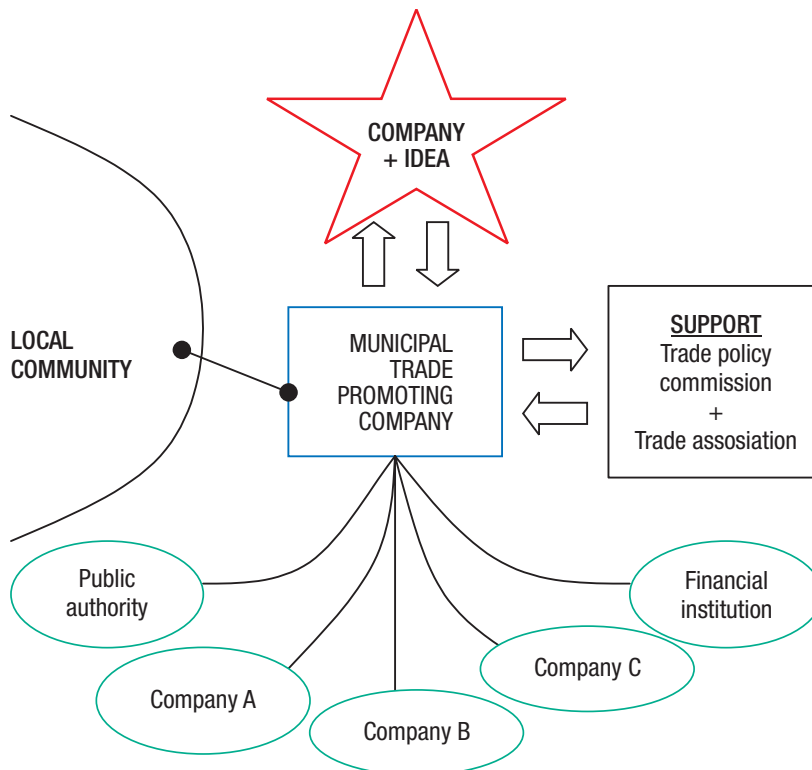 COMPANY
+ IDEA
LOCAL
COMMUNITY
MUNICIPAL
TRADE
PROMOTING
COMPANY
SUPPORT
Trade policy
commission
+
Trade assosiation
Public
authority
Company A
Company B
Company C
Financial
institution